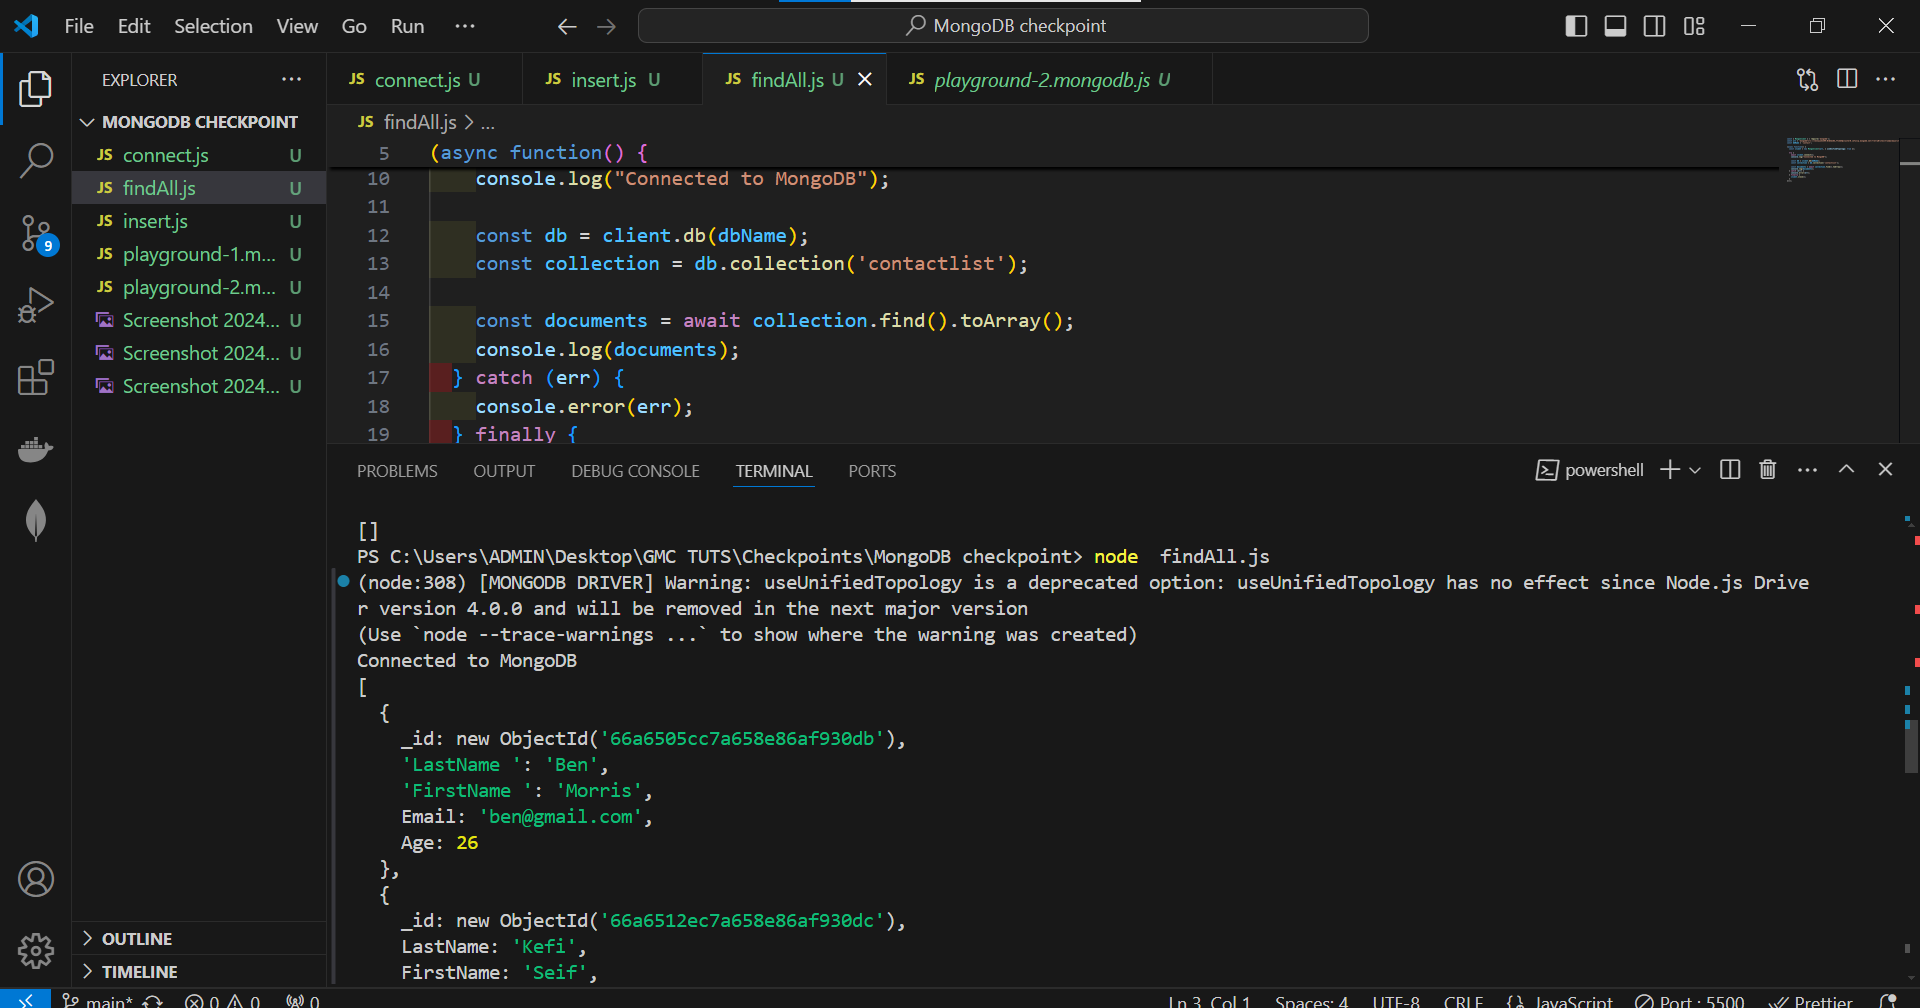 File Edit Selection View Go Run ...
MongoDB checkpoint
EXPLORER
MONGODB CHECKPOINT
JS connect.js U
JS findAll.js U
JS insert.js U
JS playground-1.m... U
JS playground-2.m... U
Screenshot 2024... U
Screenshot 2024... U
Screenshot 2024... U
9
OUTLINE
TIMELINE
JS connect.js U JS insert.js U JS findAll.js U JS playground-2.mongodb.js U
JS findAll.js > ...
5 (async function() {
10 console.log("Connected to MongoDB");
11
12 const db = client.db(dbName);
13 const collection = db.collection('contactlist');
14
15 const documents = await collection.find().toArray();
16 console.log(documents);
17 } catch (err) {
18 console.error(err);
19 } finally {
PROBLEMS OUTPUT DEBUG CONSOLE TERMINAL PORTS
powershell
[]
PS C:\Users\ADMIN\Desktop\GMC TUTS\Checkpoints\MongoDB checkpoint> node  findAll.js
(node:308) [MONGODB DRIVER] Warning: useUnifiedTopology is a deprecated option: useUnifiedTopology has no effect since Node.js Drive
r version 4.0.0 and will be removed in the next major version
(Use `node --trace-warnings ...` to show where the warning was created)
Connected to MongoDB
[
{
_id: new ObjectId('66a6505cc7a658e86af930db'),
'LastName ': 'Ben',
'FirstName ': 'Morris',
Email: 'ben@gmail.com',
Age: 26
},
{
_id: new ObjectId('66a6512ec7a658e86af930dc'),
LastName: 'Kefi',
FirstName: 'Seif',
main* 0 0 0 Ln 3, Col 1 Spaces: 4 UTF-8 CRLF {} JavaScript Port : 5500 Prettier